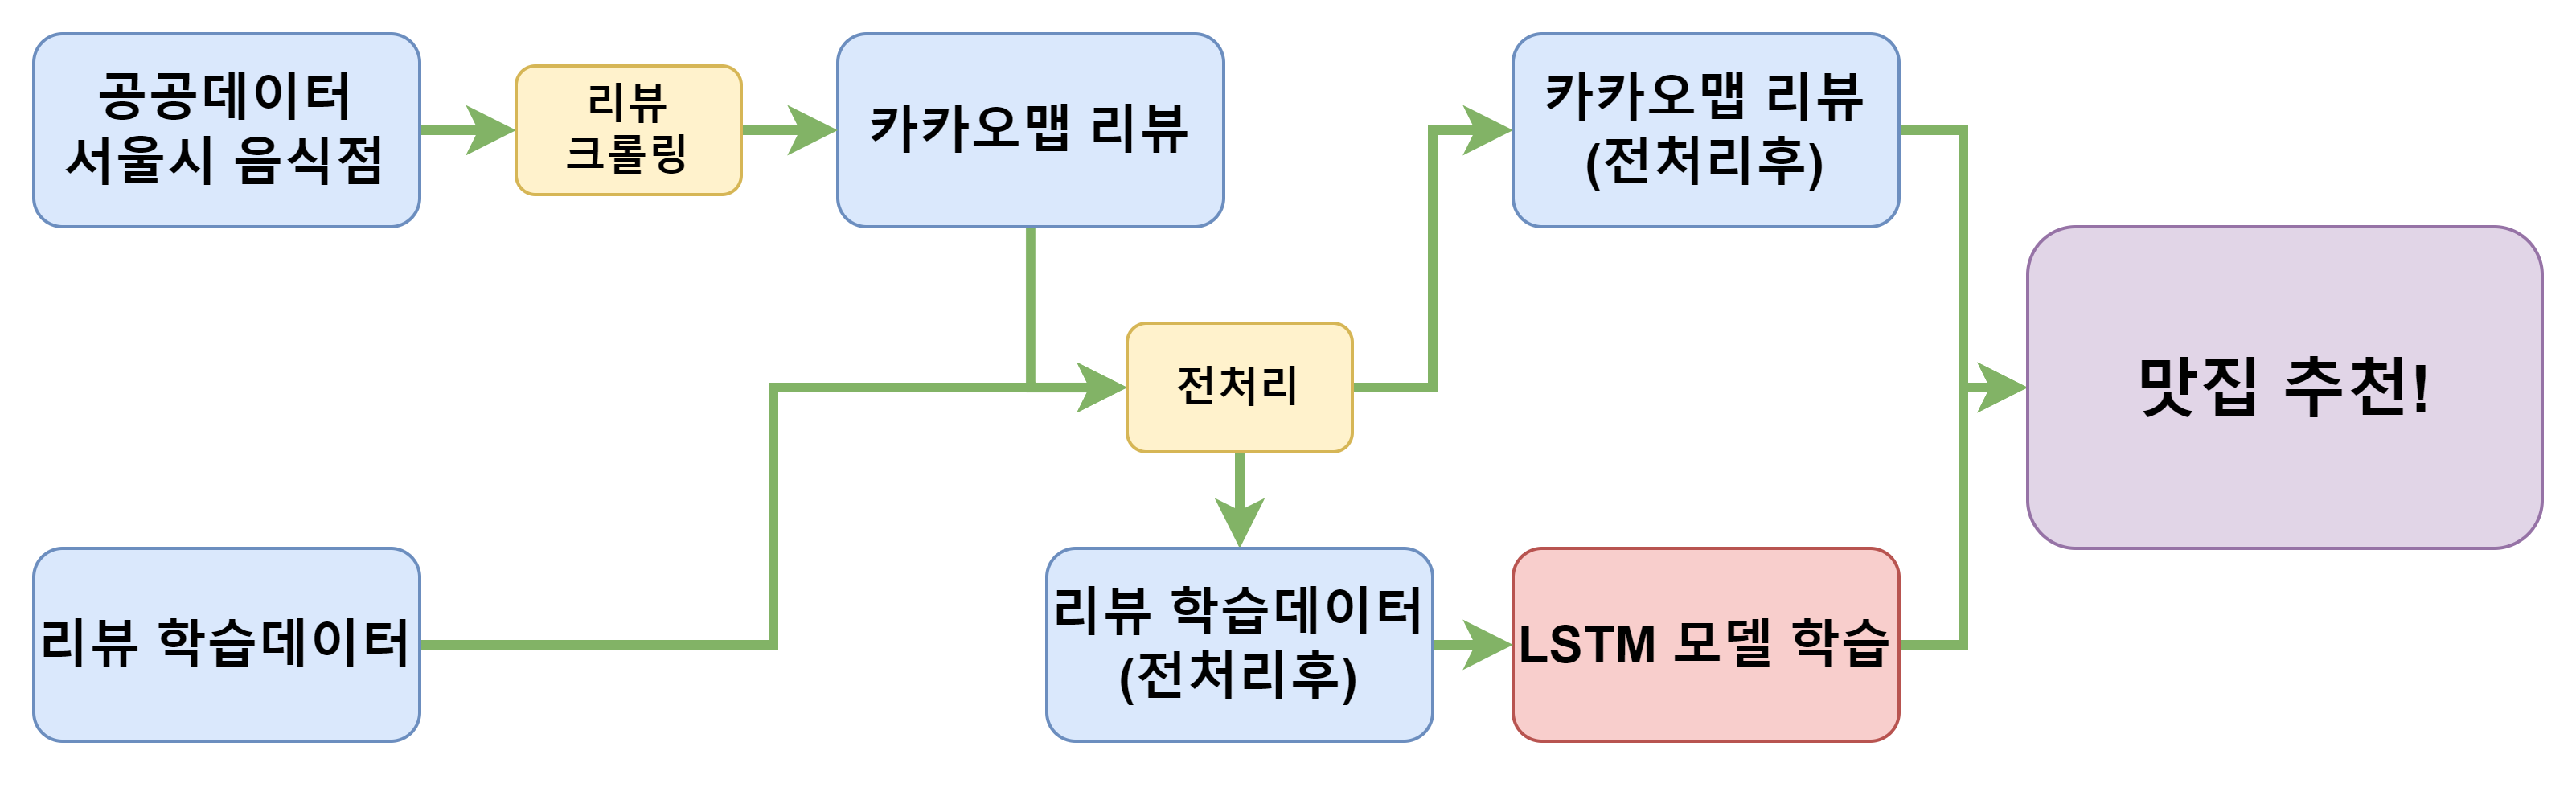 공공데이터
서울시 음식점
리뷰
크롤링
카카오맵 리뷰
카카오맵 리뷰
(전처리후)
전처리
맛집 추천!
리뷰 학습데이터
리뷰 학습데이터
(전처리후)
LSTM 모델 학습